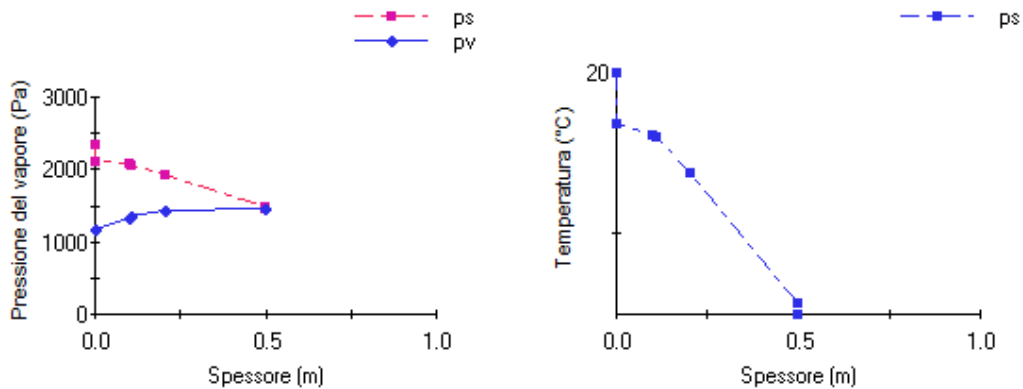 ps
pv
Pressione del vapore (Pa)
3000
2000
1000
0
0.0
0.5
1.0
Spessore (m)
ps
Temperatura (°C)
20
0.0
0.5
1.0
Spessore (m)